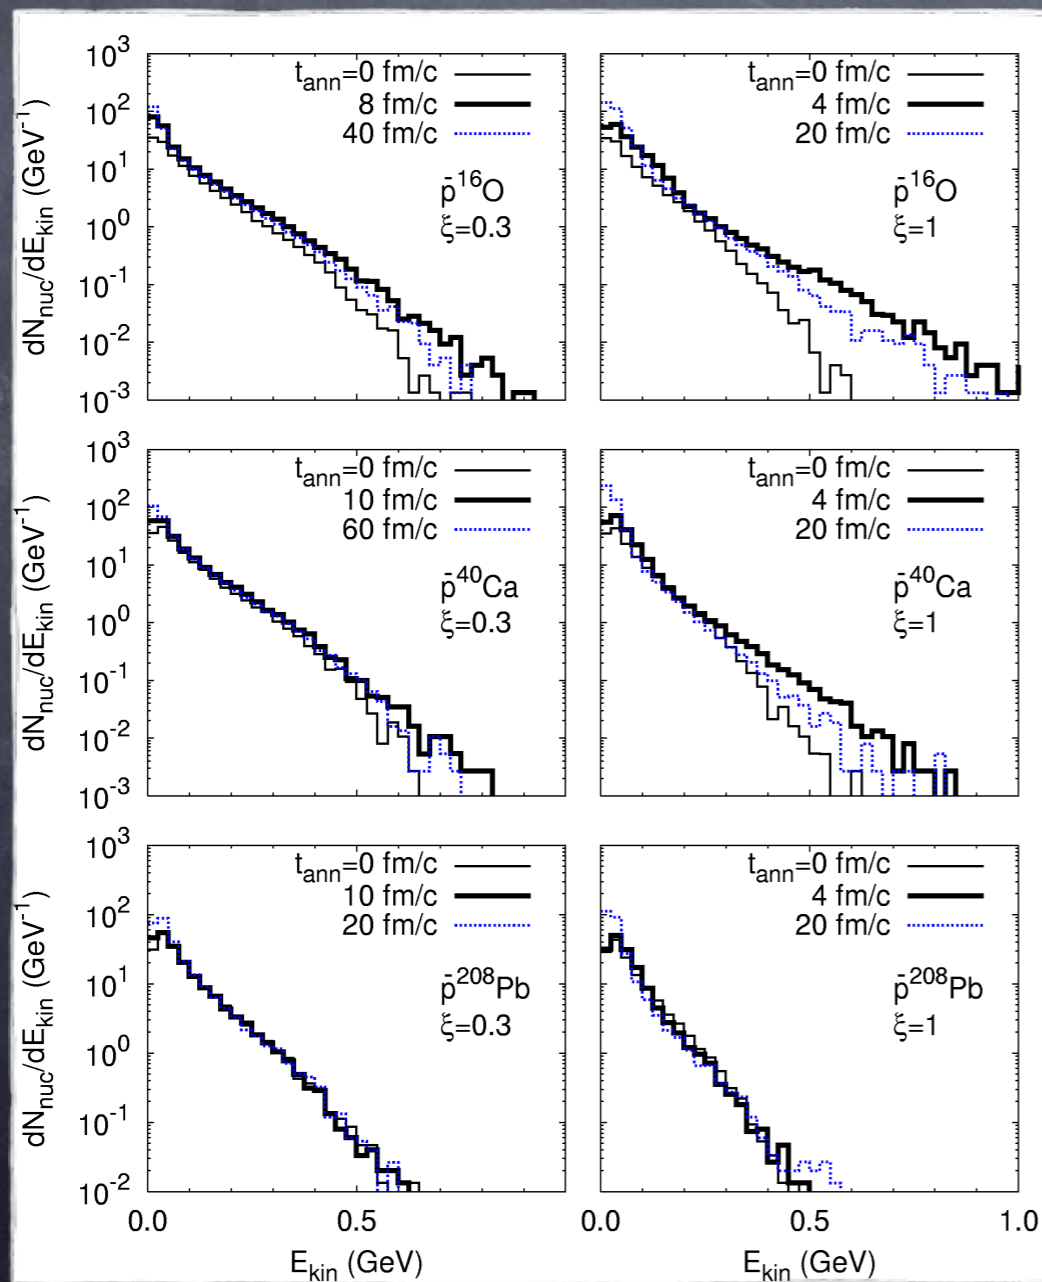 dN_nuc/dE_kin (GeV⁻¹)
10³
10²
10¹
10⁰
10⁻¹
10⁻²
10⁻³
t_ann=0 fm/c
8 fm/c
40 fm/c
p̄-¹⁶O
ξ=0.3
t_ann=0 fm/c
4 fm/c
20 fm/c
p̄-¹⁶O
ξ=1
dN_nuc/dE_kin (GeV⁻¹)
10³
10²
10¹
10⁰
10⁻¹
10⁻²
10⁻³
t_ann=0 fm/c
10 fm/c
60 fm/c
p̄-⁴⁰Ca
ξ=0.3
t_ann=0 fm/c
4 fm/c
20 fm/c
p̄-⁴⁰Ca
ξ=1
dN_nuc/dE_kin (GeV⁻¹)
10³
10²
10¹
10⁰
10⁻¹
10⁻²
t_ann=0 fm/c
10 fm/c
20 fm/c
p̄-²⁰⁸Pb
ξ=0.3
t_ann=0 fm/c
4 fm/c
20 fm/c
p̄-²⁰⁸Pb
ξ=1
0.0 0.5 0.0 0.5 1.0
E_kin (GeV) E_kin (GeV)